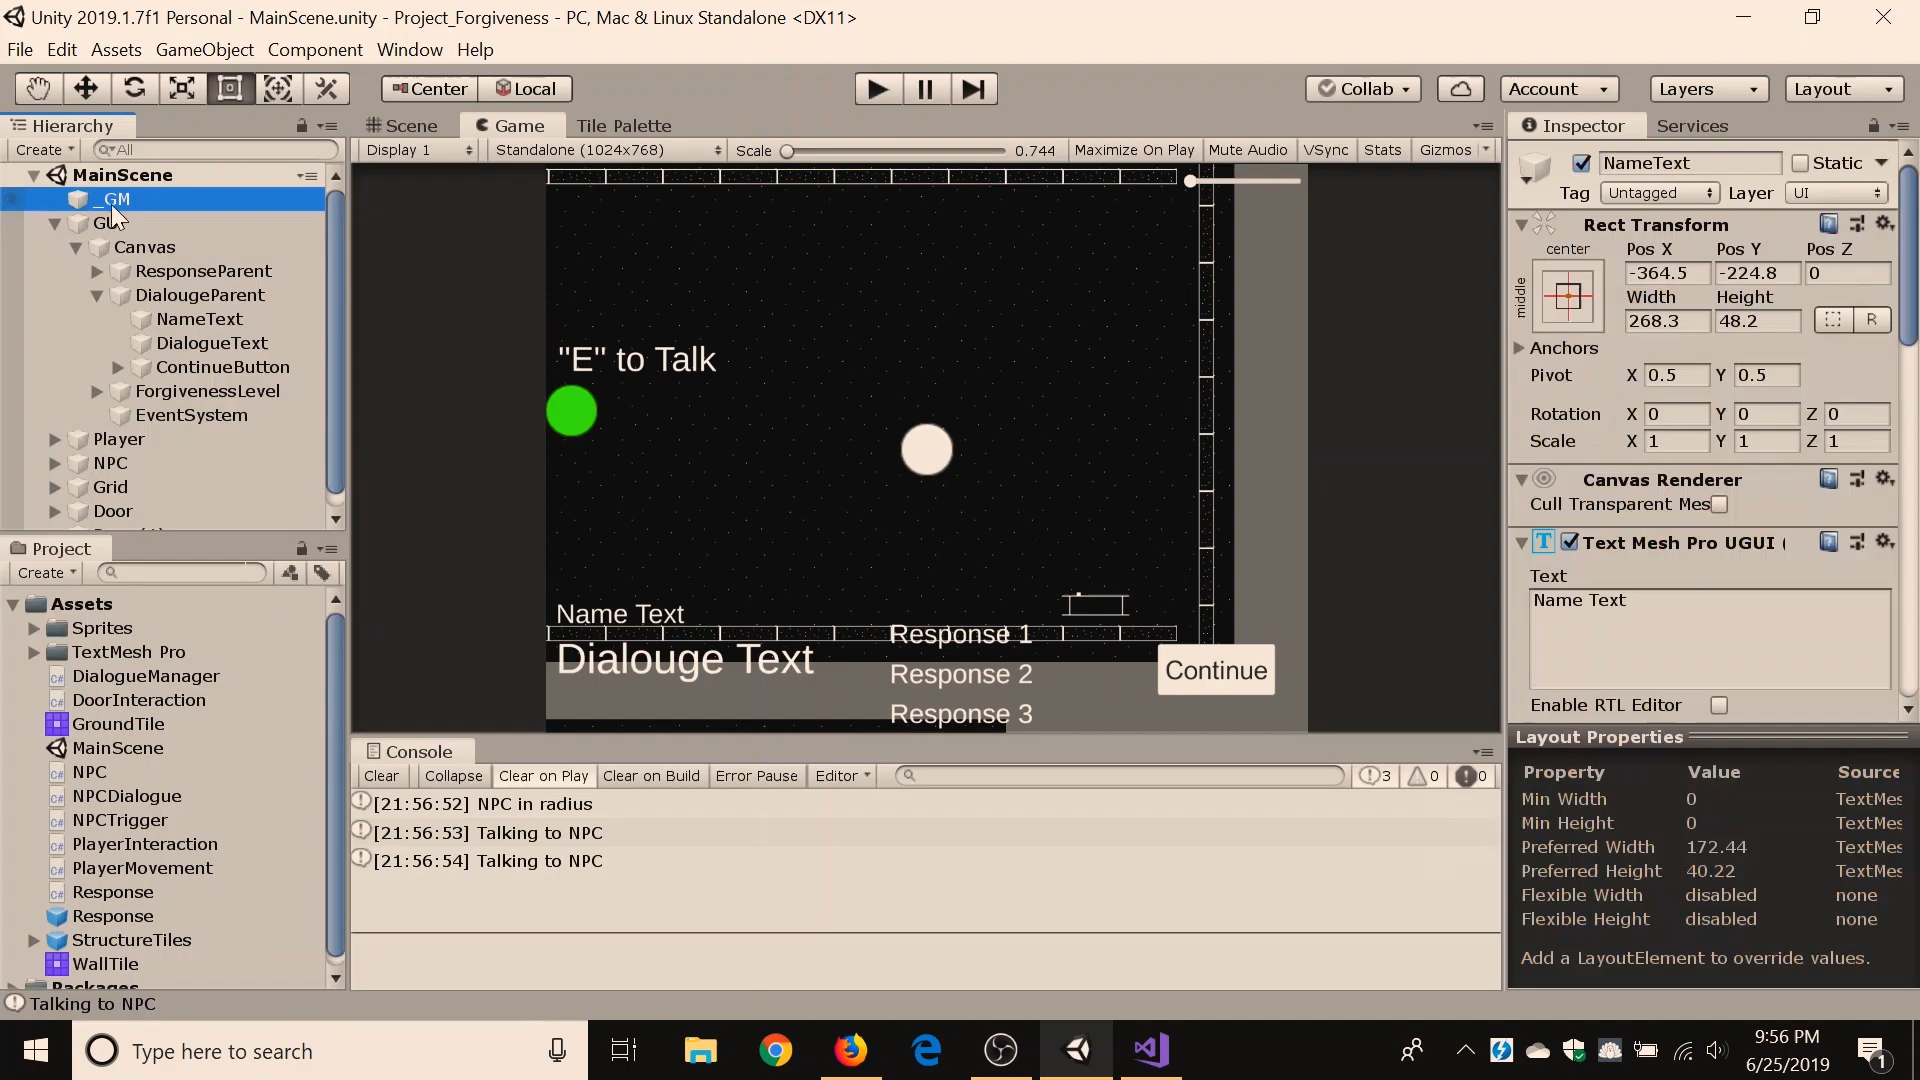 Unity 2019.1.7f1 Personal - MainScene.unity - Project_Forgiveness - PC, Mac & Linux Standalone <DX11>
File Edit Assets GameObject Component Window Help
Center Local Collab Account Layers Layout
Hierarchy
Create All
MainScene
_GM
Canvas
ResponseParent
DialougeParent
NameText
DialogueText
ContinueButton
ForgivenessLevel
EventSystem
Player
NPC
Grid
Door
Project
Create
Assets
Sprites
TextMesh Pro
DialogueManager
DoorInteraction
GroundTile
MainScene
NPC
NPCDialogue
NPCTrigger
PlayerInteraction
PlayerMovement
Response
Response
StructureTiles
WallTile
Packages
Scene Game Tile Palette
Display 1 Standalone (1024x768) Scale 0.744 Maximize On Play Mute Audio VSync Stats Gizmos
"E" to Talk
Name Text
Response 1
Dialouge Text
Continue
Response 2
Response 3
Console
Clear Collapse Clear on Play Clear on Build Error Pause Editor 3 0 0
[21:56:52] NPC in radius
[21:56:53] Talking to NPC
[21:56:54] Talking to NPC
Inspector Services
NameText Static
Tag Untagged Layer UI
Rect Transform
center Pos X Pos Y Pos Z
middle -364.5 -224.8 0
Width Height
268.3 48.2 R
Anchors
Pivot X 0.5 Y 0.5
Rotation X 0 Y 0 Z 0
Scale X 1 Y 1 Z 1
Canvas Renderer
Cull Transparent Mes
Text Mesh Pro UGUI (
Text
Name Text
Enable RTL Editor
Layout Properties
Property Value Source
Min Width 0 TextMes
Min Height 0 TextMes
Preferred Width 172.44 TextMes
Preferred Height 40.22 TextMes
Flexible Width disabled none
Flexible Height disabled none
Add a LayoutElement to override values.
Talking to NPC
Type here to search
9:56 PM
6/25/2019
1